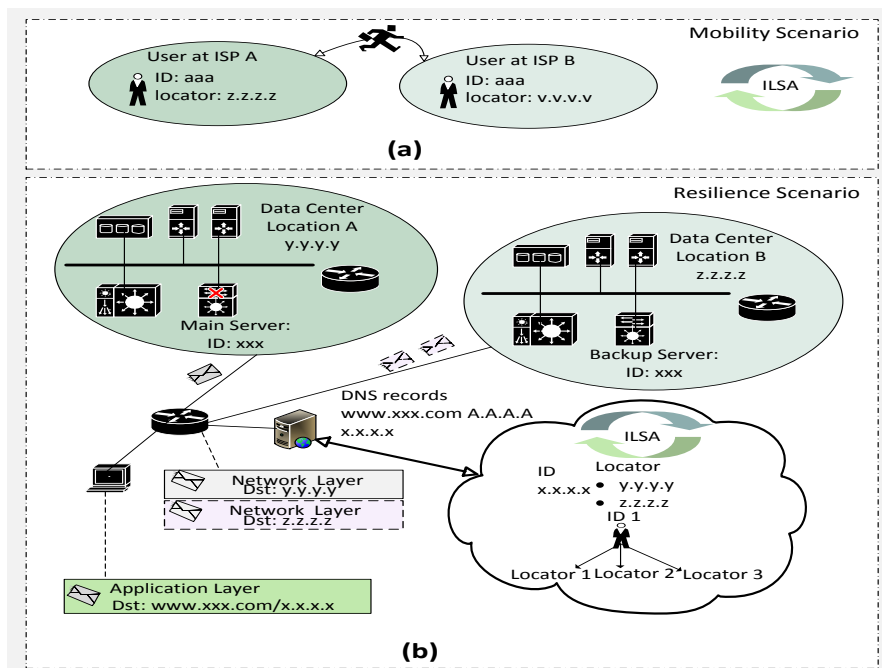 Mobility Scenario
User at ISP A
ID: aaa
locator: z.z.z.z
User at ISP B
ID: aaa
locator: v.v.v.v
ILSA
(a)
Resilience Scenario
Data Center
Location A
y.y.y.y
Main Server:
ID: xxx
Data Center
Location B
z.z.z.z
Backup Server:
ID: xxx
DNS records
www.xxx.com A.A.A.A
x.x.x.x
Network Layer
Dst: y.y.y.y
Network Layer
Dst: z.z.z.z
ILSA
ID
Locator
x.x.x.x
y.y.y.y
z.z.z.z
ID 1
Locator 1 Locator 2 Locator 3
Application Layer
Dst: www.xxx.com/x.x.x.x
(b)